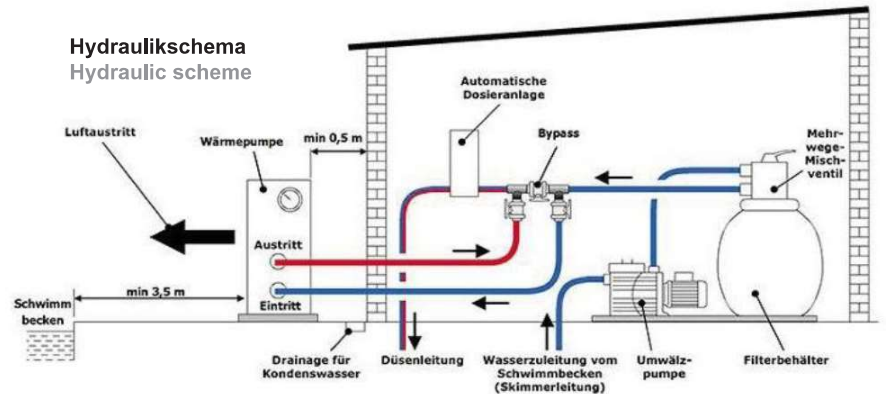 Hydraulikschema
Hydraulic scheme
Automatische
Dosieranlage
Luftaustritt
Wärmepumpe
min 0,5 m
Bypass
Mehr-
wege-
Misch-
ventil
Austritt
min 3,5 m
Eintritt
Schwimm
becken
Drainage für
Kondenswasser
Düsenleitung
Wasserzuleitung vom
Schwimmbecken
(Skimmerleitung)
Umwälz-
pumpe
Filterbehälter